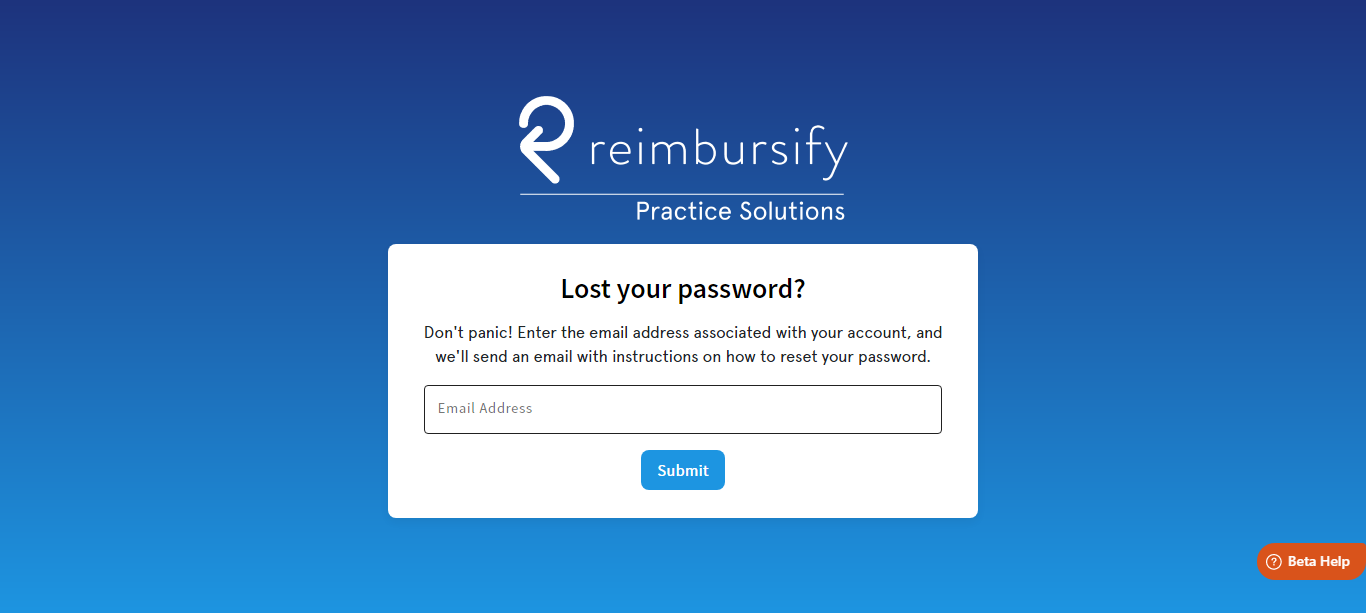 reimbursify
Practice Solutions
Lost your password?
Don't panic! Enter the email address associated with your account, and
we'll send an email with instructions on how to reset your password.
Email Address
Submit
Beta Help